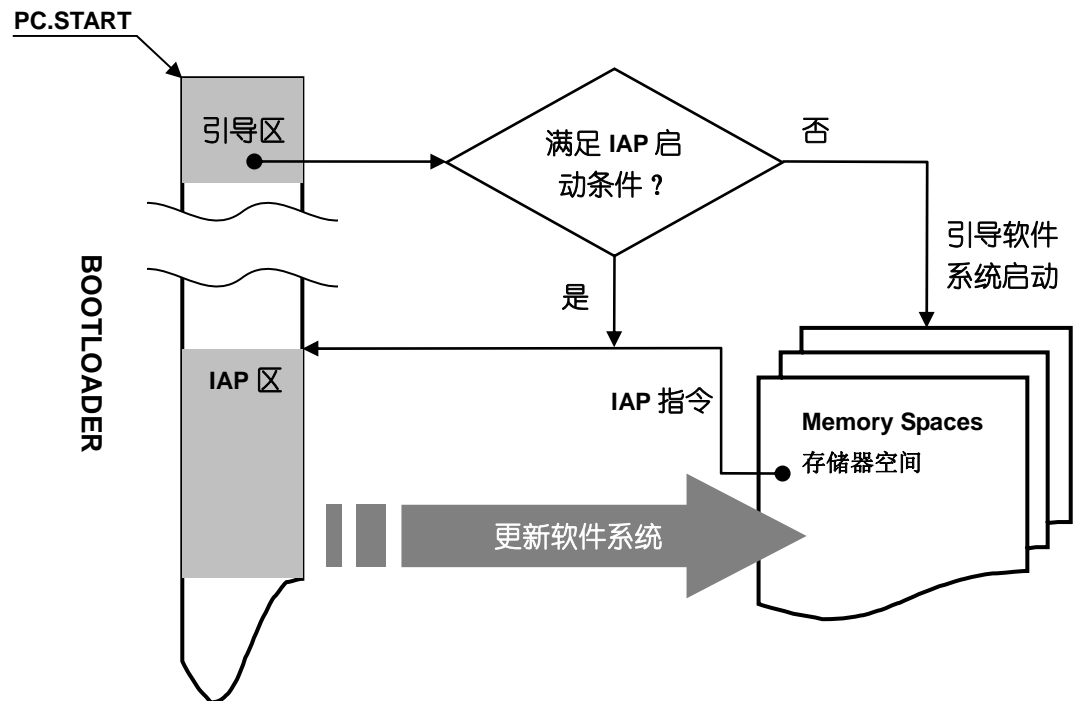 PC.START
引导区
满足 IAP 启
动条件？
否
引导软件
系统启动
是
BOOTLOADER
IAP 区
IAP 指令
Memory Spaces
存储器空间
更新软件系统